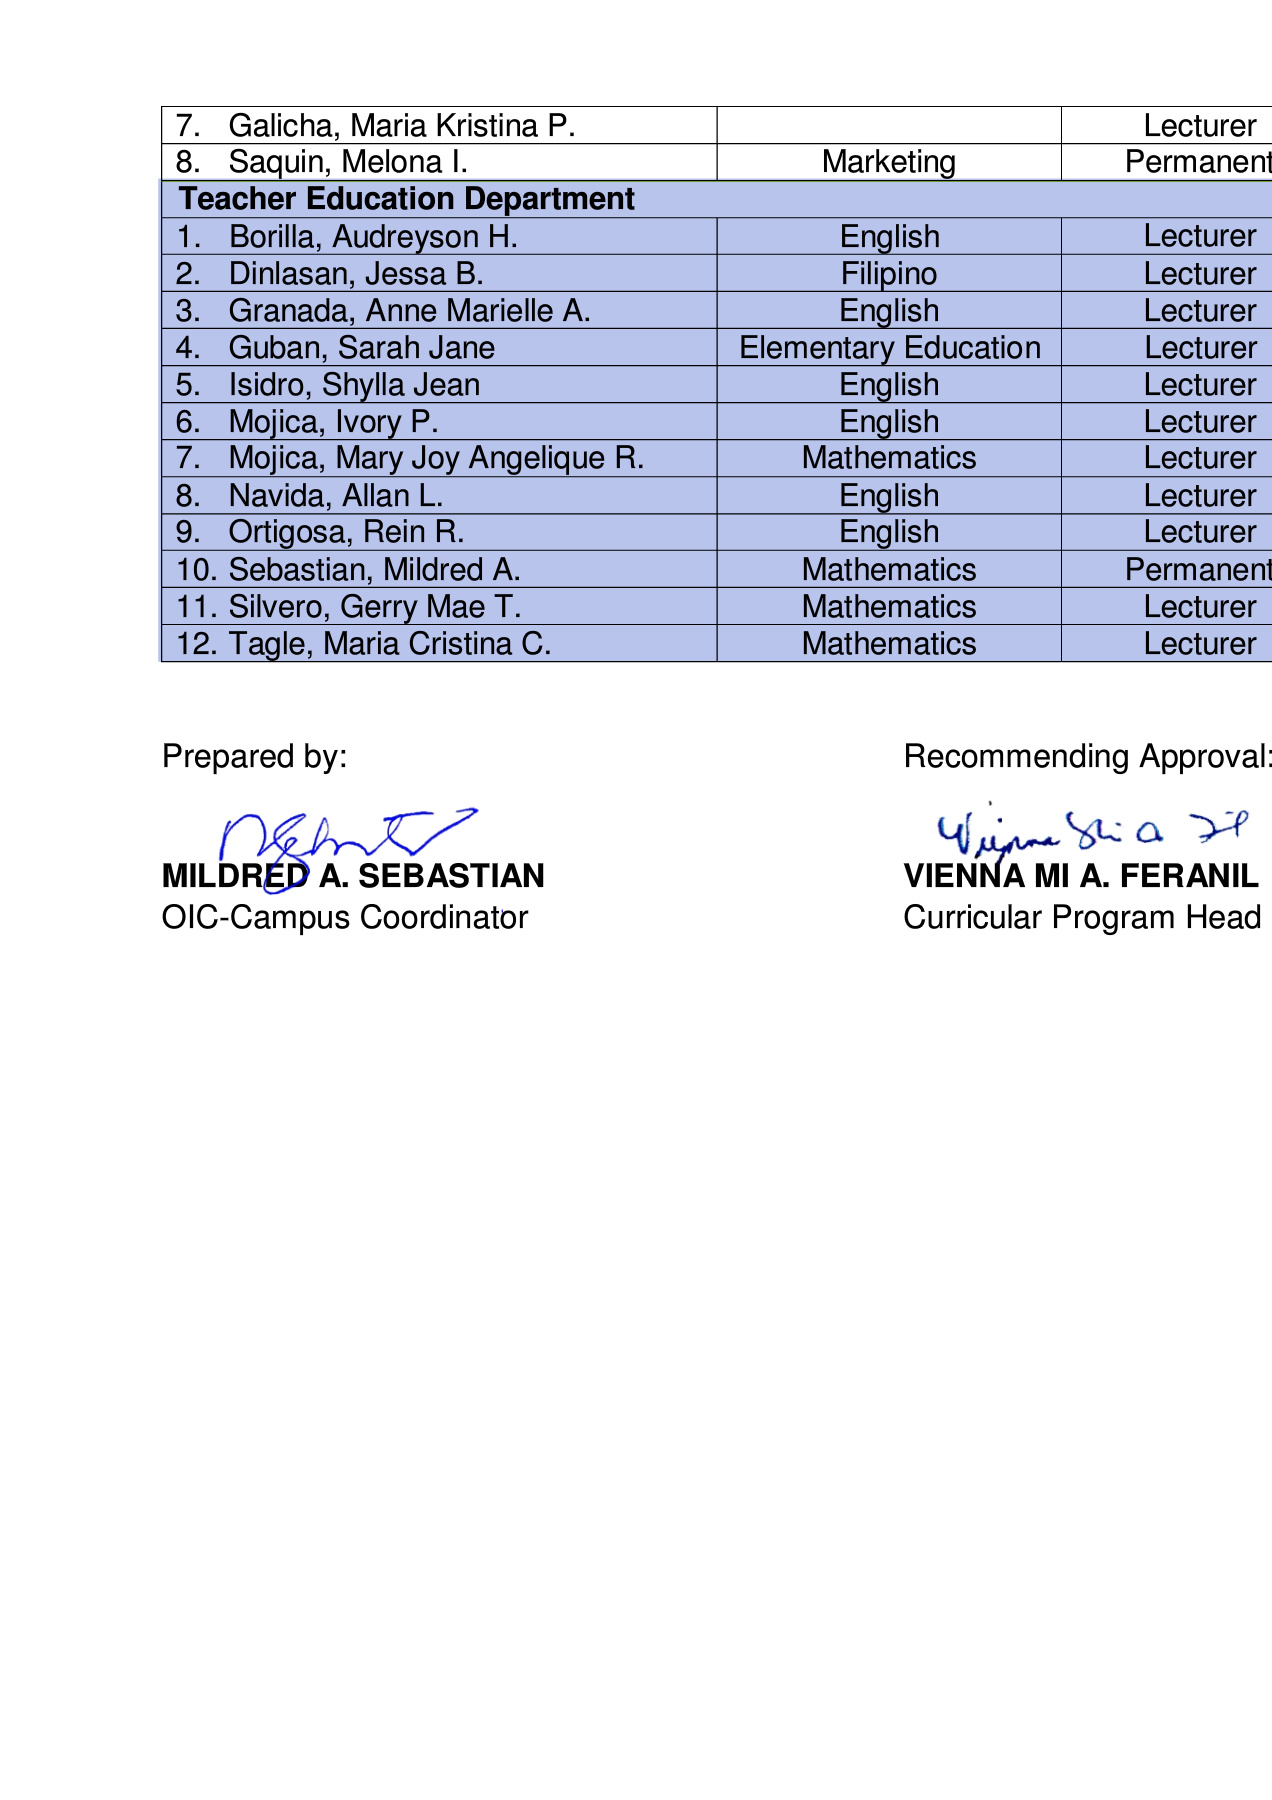 7. Galicha, Maria Kristina P. Lecturer
8. Saquin, Melona I. Marketing Permanent
Teacher Education Department
1. Borilla, Audreyson H. English Lecturer
2. Dinlasan, Jessa B. Filipino Lecturer
3. Granada, Anne Marielle A. English Lecturer
4. Guban, Sarah Jane Elementary Education Lecturer
5. Isidro, Shylla Jean English Lecturer
6. Mojica, Ivory P. English Lecturer
7. Mojica, Mary Joy Angelique R. Mathematics Lecturer
8. Navida, Allan L. English Lecturer
9. Ortigosa, Rein R. English Lecturer
10. Sebastian, Mildred A. Mathematics Permanent
11. Silvero, Gerry Mae T. Mathematics Lecturer
12. Tagle, Maria Cristina C. Mathematics Lecturer
Prepared by: Recommending Approval:
MILDRED A. SEBASTIAN VIENNA MI A. FERANIL
OIC-Campus Coordinator Curricular Program Head